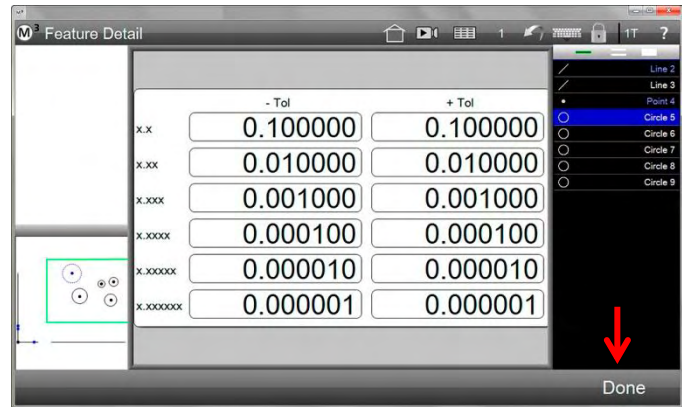 M³ Feature Detail 1 1T ?
- Tol + Tol
x.x 0.100000 0.100000
x.xx 0.010000 0.010000
x.xxx 0.001000 0.001000
x.xxxx 0.000100 0.000100
x.xxxxx 0.000010 0.000010
x.xxxxxx 0.000001 0.000001
Line 2
Line 3
Point 4
Circle 5
Circle 6
Circle 7
Circle 8
Circle 9
Done